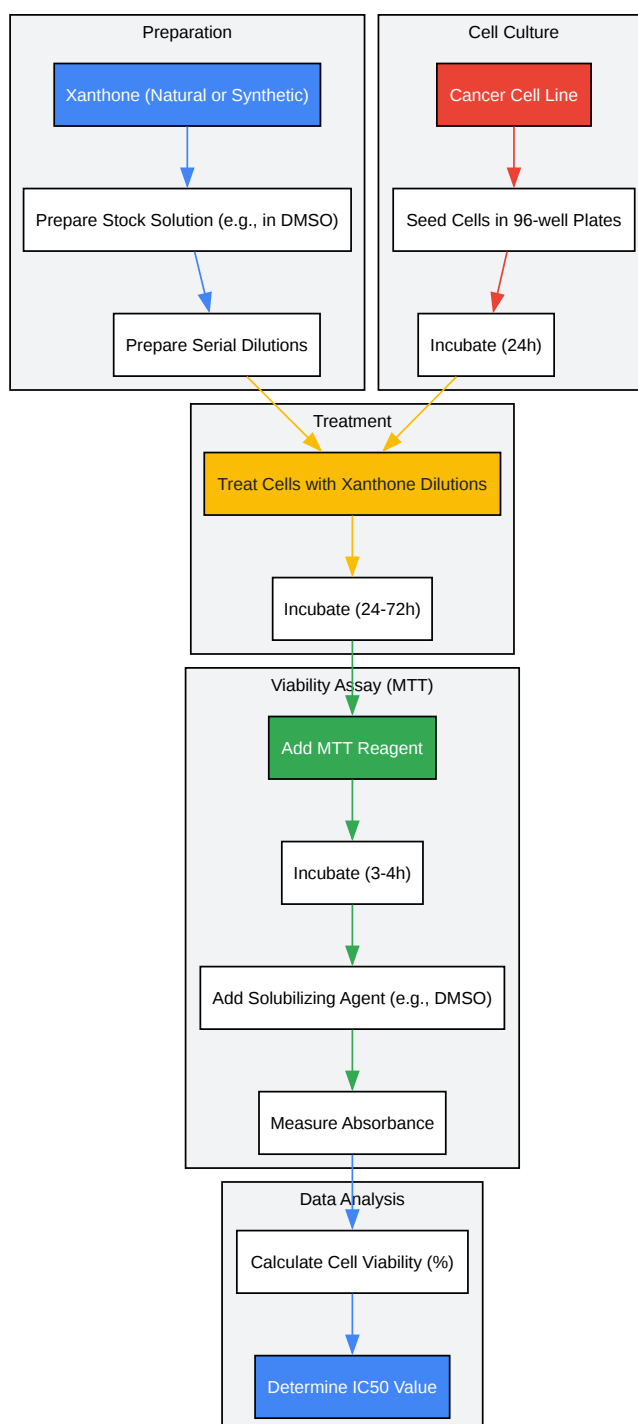 Preparation
Xanthone (Natural or Synthetic)
Prepare Stock Solution (e.g., in DMSO)
Prepare Serial Dilutions
Cell Culture
Cancer Cell Line
Seed Cells in 96-well Plates
Incubate (24h)
Treatment
Treat Cells with Xanthone Dilutions
Incubate (24-72h)
Viability Assay (MTT)
Add MTT Reagent
Incubate (3-4h)
Add Solubilizing Agent (e.g., DMSO)
Measure Absorbance
Data Analysis
Calculate Cell Viability (%)
Determine IC50 Value